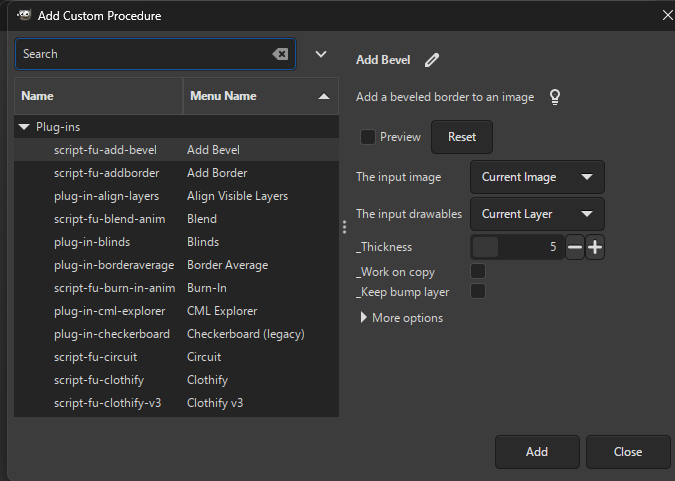 Add Custom Procedure
Search
Name Menu Name
Plug-ins
script-fu-add-bevel Add Bevel
script-fu-addborder Add Border
plug-in-align-layers Align Visible Layers
script-fu-blend-anim Blend
plug-in-blinds Blinds
plug-in-borderaverage Border Average
script-fu-burn-in-anim Burn-In
plug-in-cml-explorer CML Explorer
plug-in-checkerboard Checkerboard (legacy)
script-fu-circuit Circuit
script-fu-clothify Clothify
script-fu-clothify-v3 Clothify v3
Add Bevel
Add a beveled border to an image
Preview Reset
The input image Current Image
The input drawables Current Layer
_Thickness 5
_Work on copy
_Keep bump layer
More options
Add Close